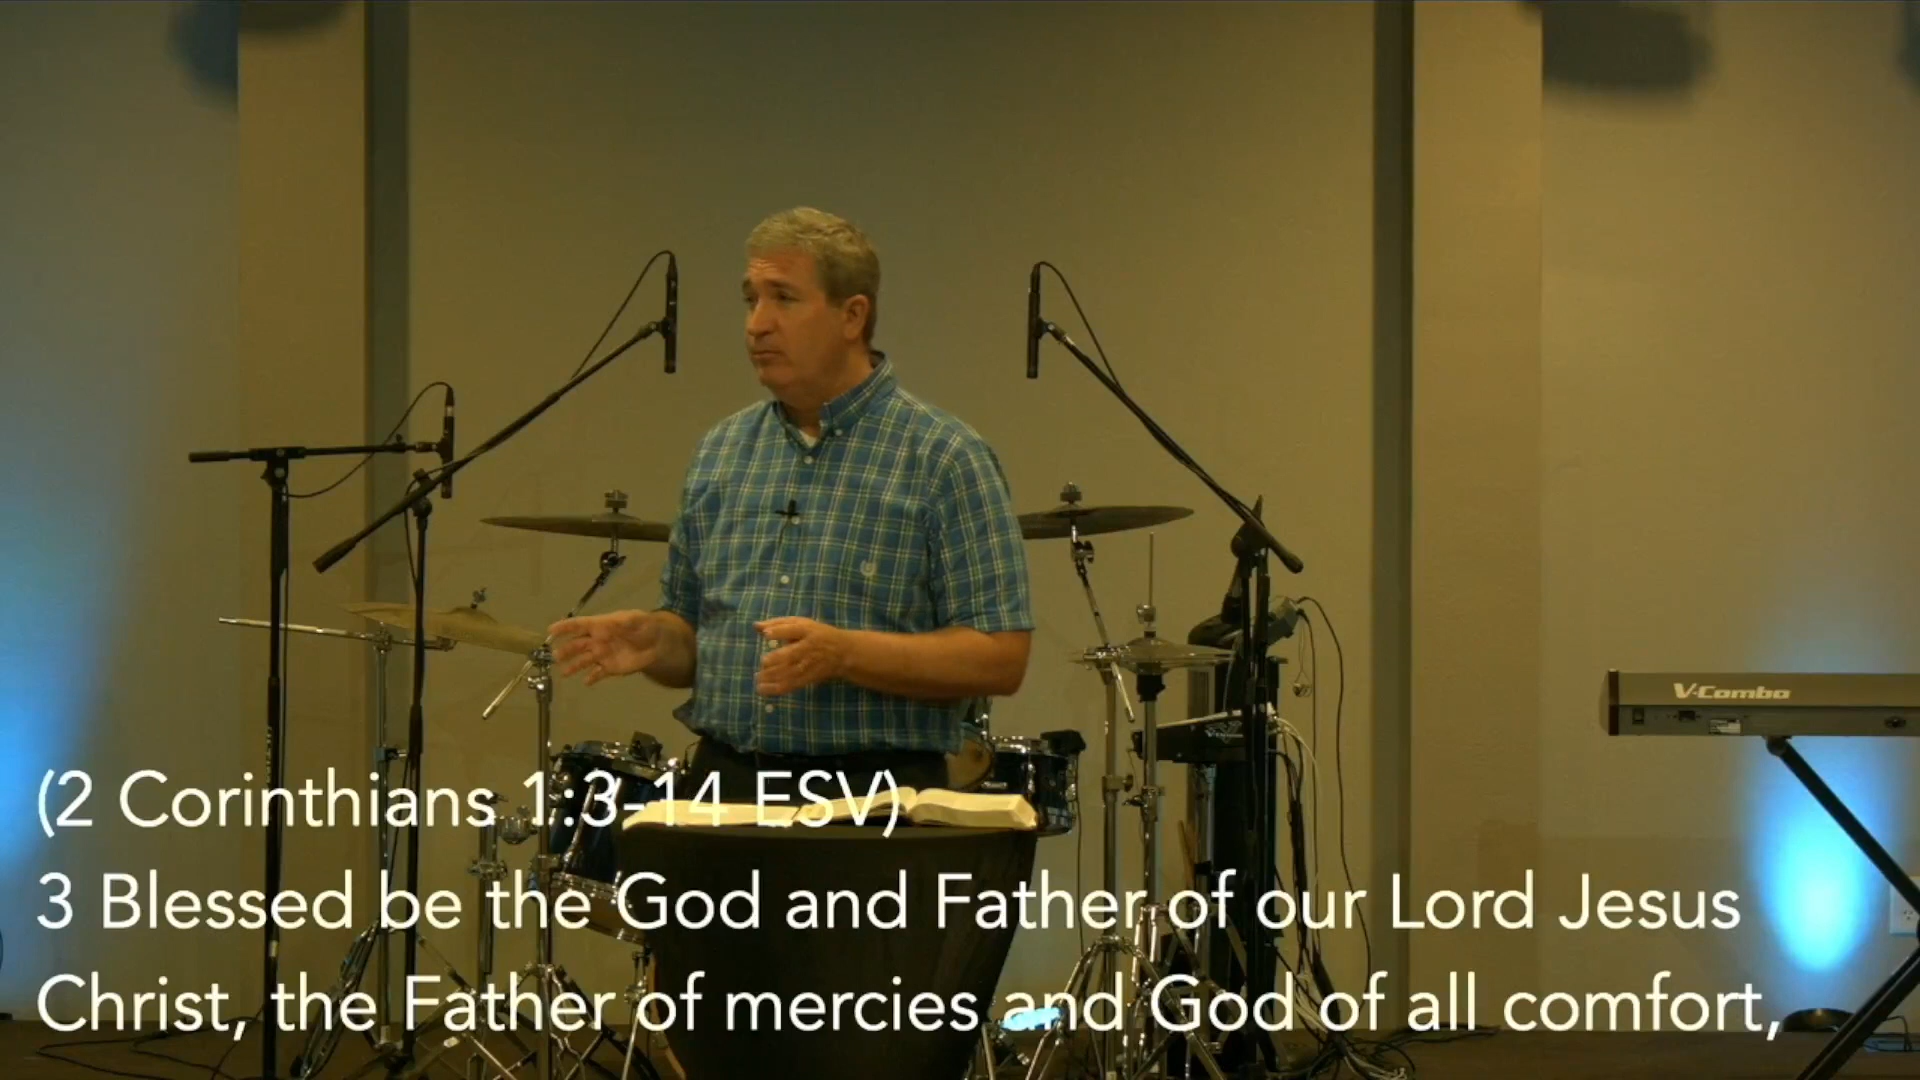 V-Combo
(2 Corinthians 1:3-14 ESV)
3 Blessed be the God and Father of our Lord Jesus
Christ, the Father of mercies and God of all comfort,